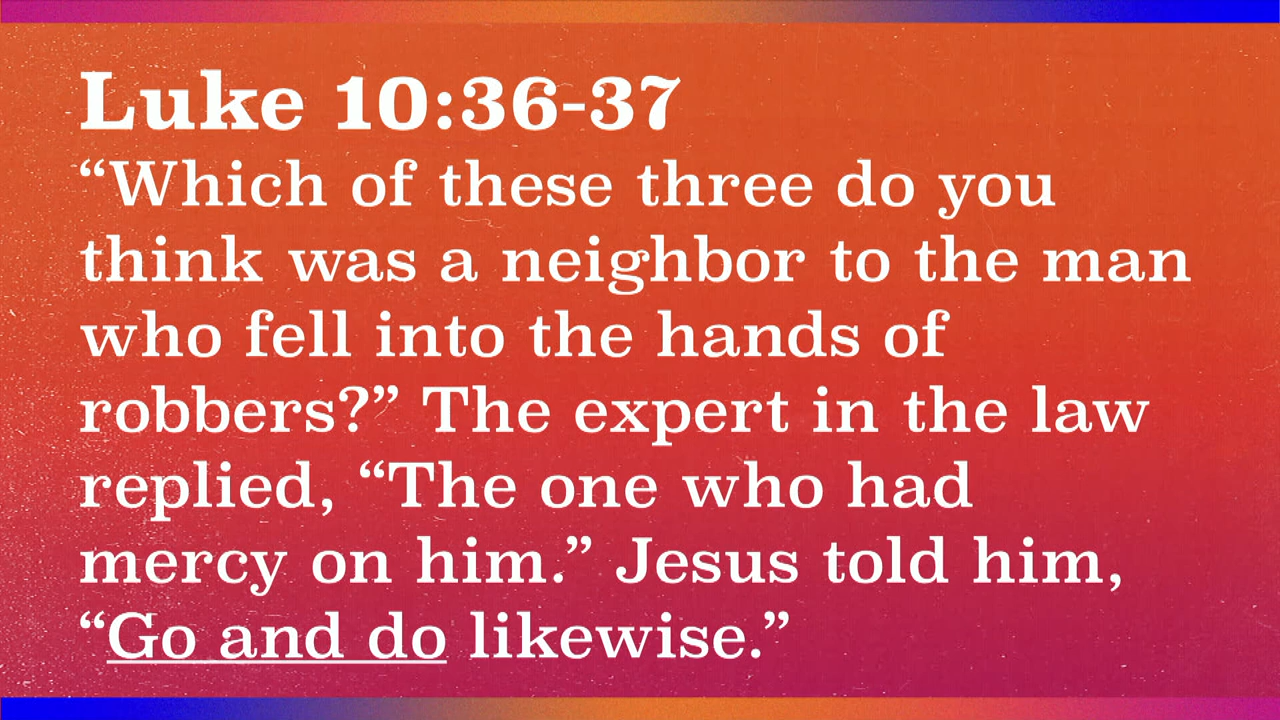 Luke 10:36-37
“Which of these three do you
think was a neighbor to the man
who fell into the hands of
robbers?” The expert in the law
replied, “The one who had
mercy on him.” Jesus told him,
“Go and do likewise.”